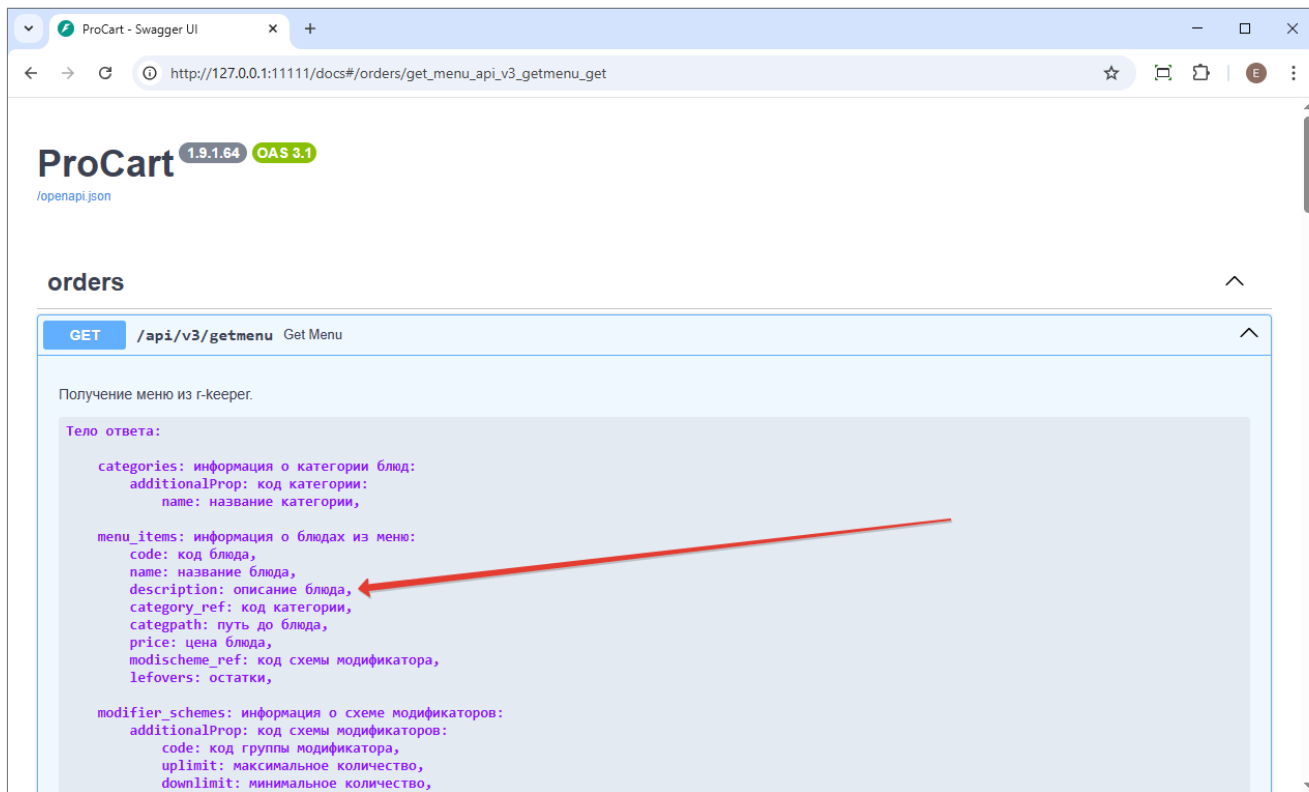 ProCart - Swagger UI
http://127.0.0.1:11111/docs#/orders/get_menu_api_v3_getmenu_get
E
ProCart 1.9.1.64 OAS 3.1
/openapi.json
orders
GET /api/v3/getmenu Get Menu
Получение меню из r-keeper.
Тело ответа:
categories: информация о категории блюд:
additionalProp: код категории:
name: название категории,
menu_items: информация о блюдах из меню:
code: код блюда,
name: название блюда,
description: описание блюда,
category_ref: код категории,
categpath: путь до блюда,
price: цена блюда,
modischeme_ref: код схемы модификатора,
lefovers: остатки,
modifier_schemes: информация о схеме модификаторов:
additionalProp: код схемы модификаторов:
code: код группы модификатора,
uplimit: максимальное количество,
downlimit: минимальное количество,